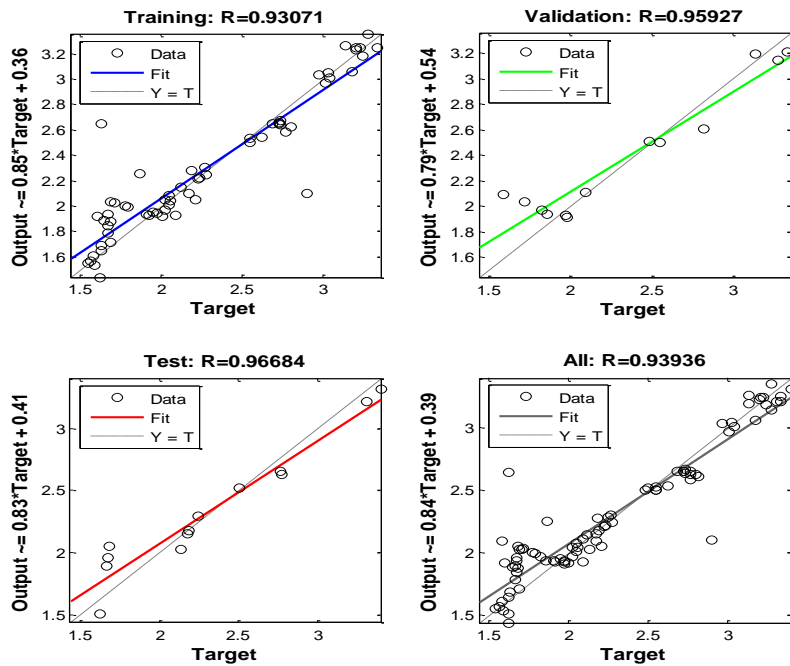 Training: R=0.93071
Output ~= 0.85*Target + 0.36
3.2
3
2.8
2.6
2.4
2.2
2
1.8
1.6
Data
Fit
Y = T
1.5
2
2.5
3
Target
Validation: R=0.95927
Output ~= 0.79*Target + 0.54
3.2
3
2.8
2.6
2.4
2.2
2
1.8
1.6
Data
Fit
Y = T
1.5
2
2.5
3
Target
Test: R=0.96684
Output ~= 0.83*Target + 0.41
3
2.5
2
1.5
Data
Fit
Y = T
1.5
2
2.5
3
Target
All: R=0.93936
Output ~= 0.84*Target + 0.39
3
2.5
2
1.5
Data
Fit
Y = T
1.5
2
2.5
3
Target